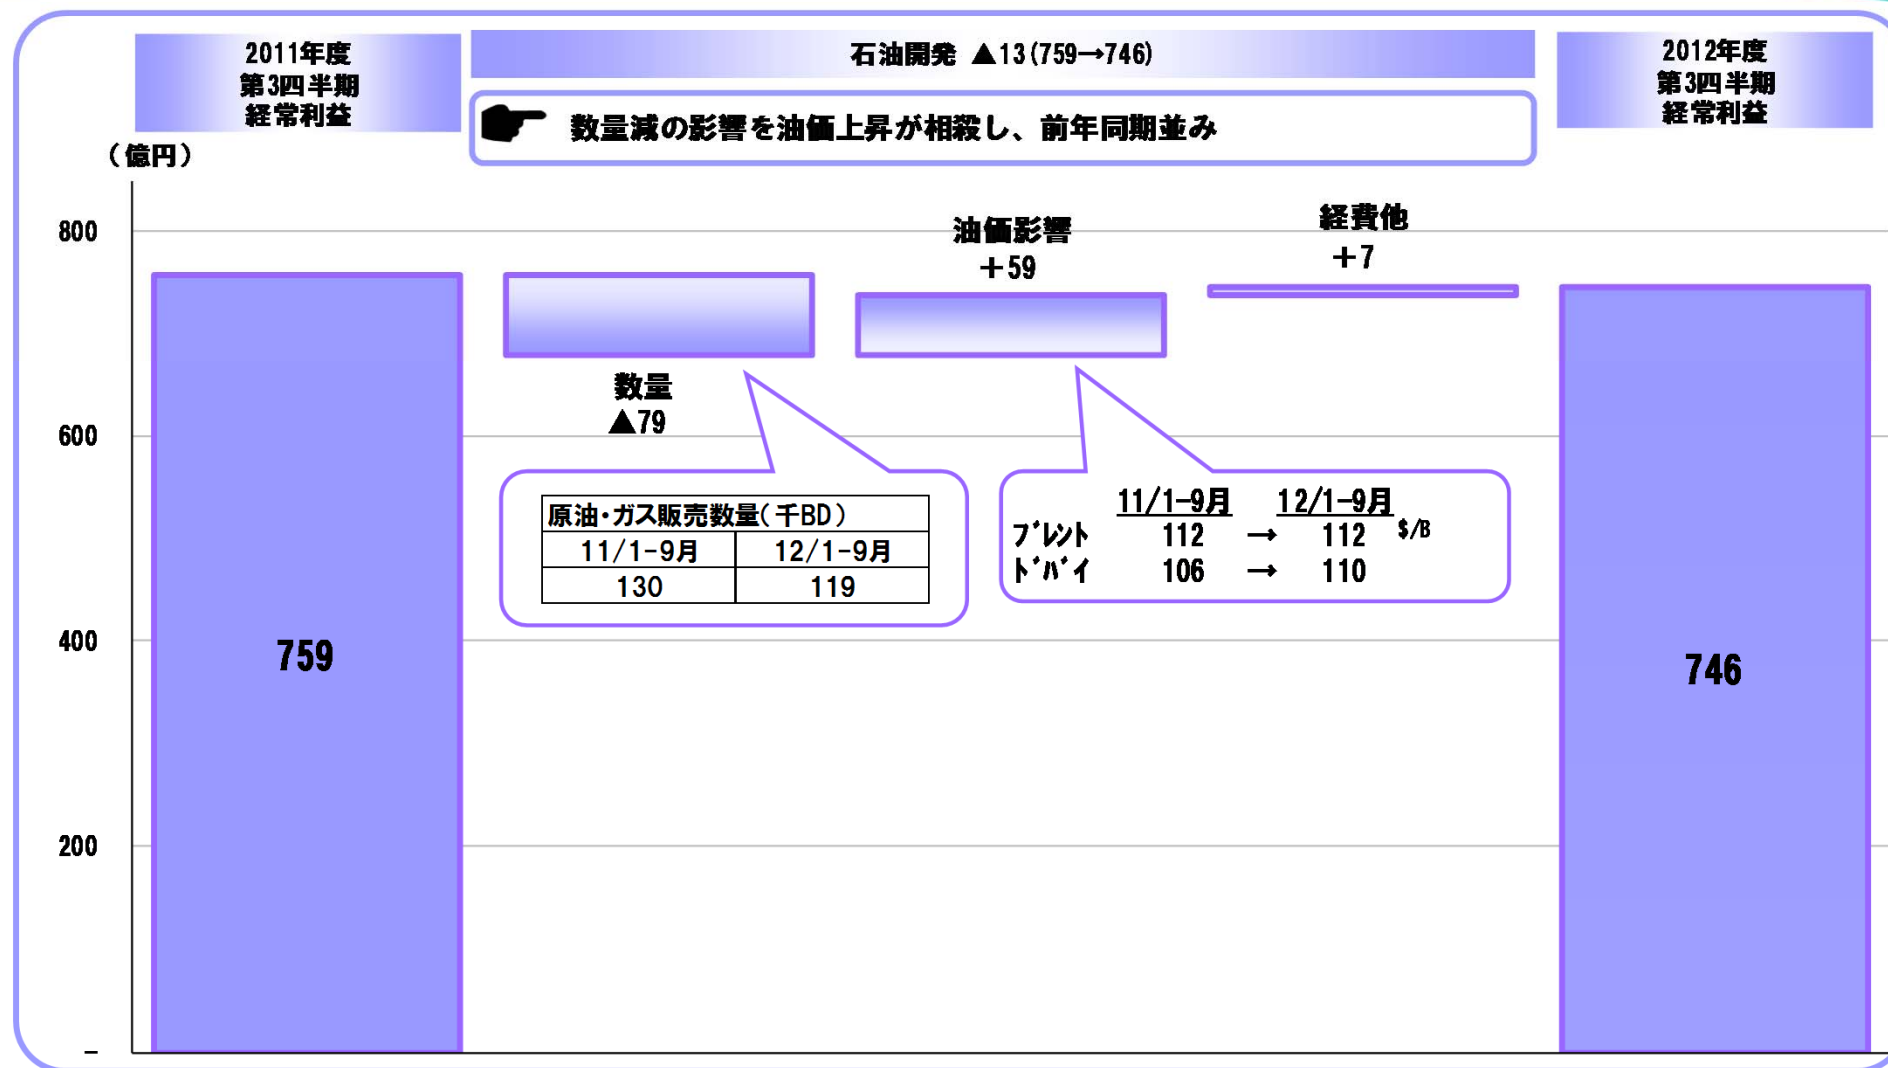 2011年度
第3四半期
経常利益
石油開発 ▲13(759→746)
数量減の影響を油価上昇が相殺し、前年同期並み
2012年度
第3四半期
経常利益
(億円)
800
600
400
200
–
759
数量
▲79
油価影響
+59
経費他
+7
746
原油・ガス販売数量(千BD)
11/1-9月 12/1-9月
130 119
11/1-9月 12/1-9月
ﾌﾞﾚﾝﾄ 112 → 112 $/B
ﾄﾞﾊﾞｲ 106 → 110